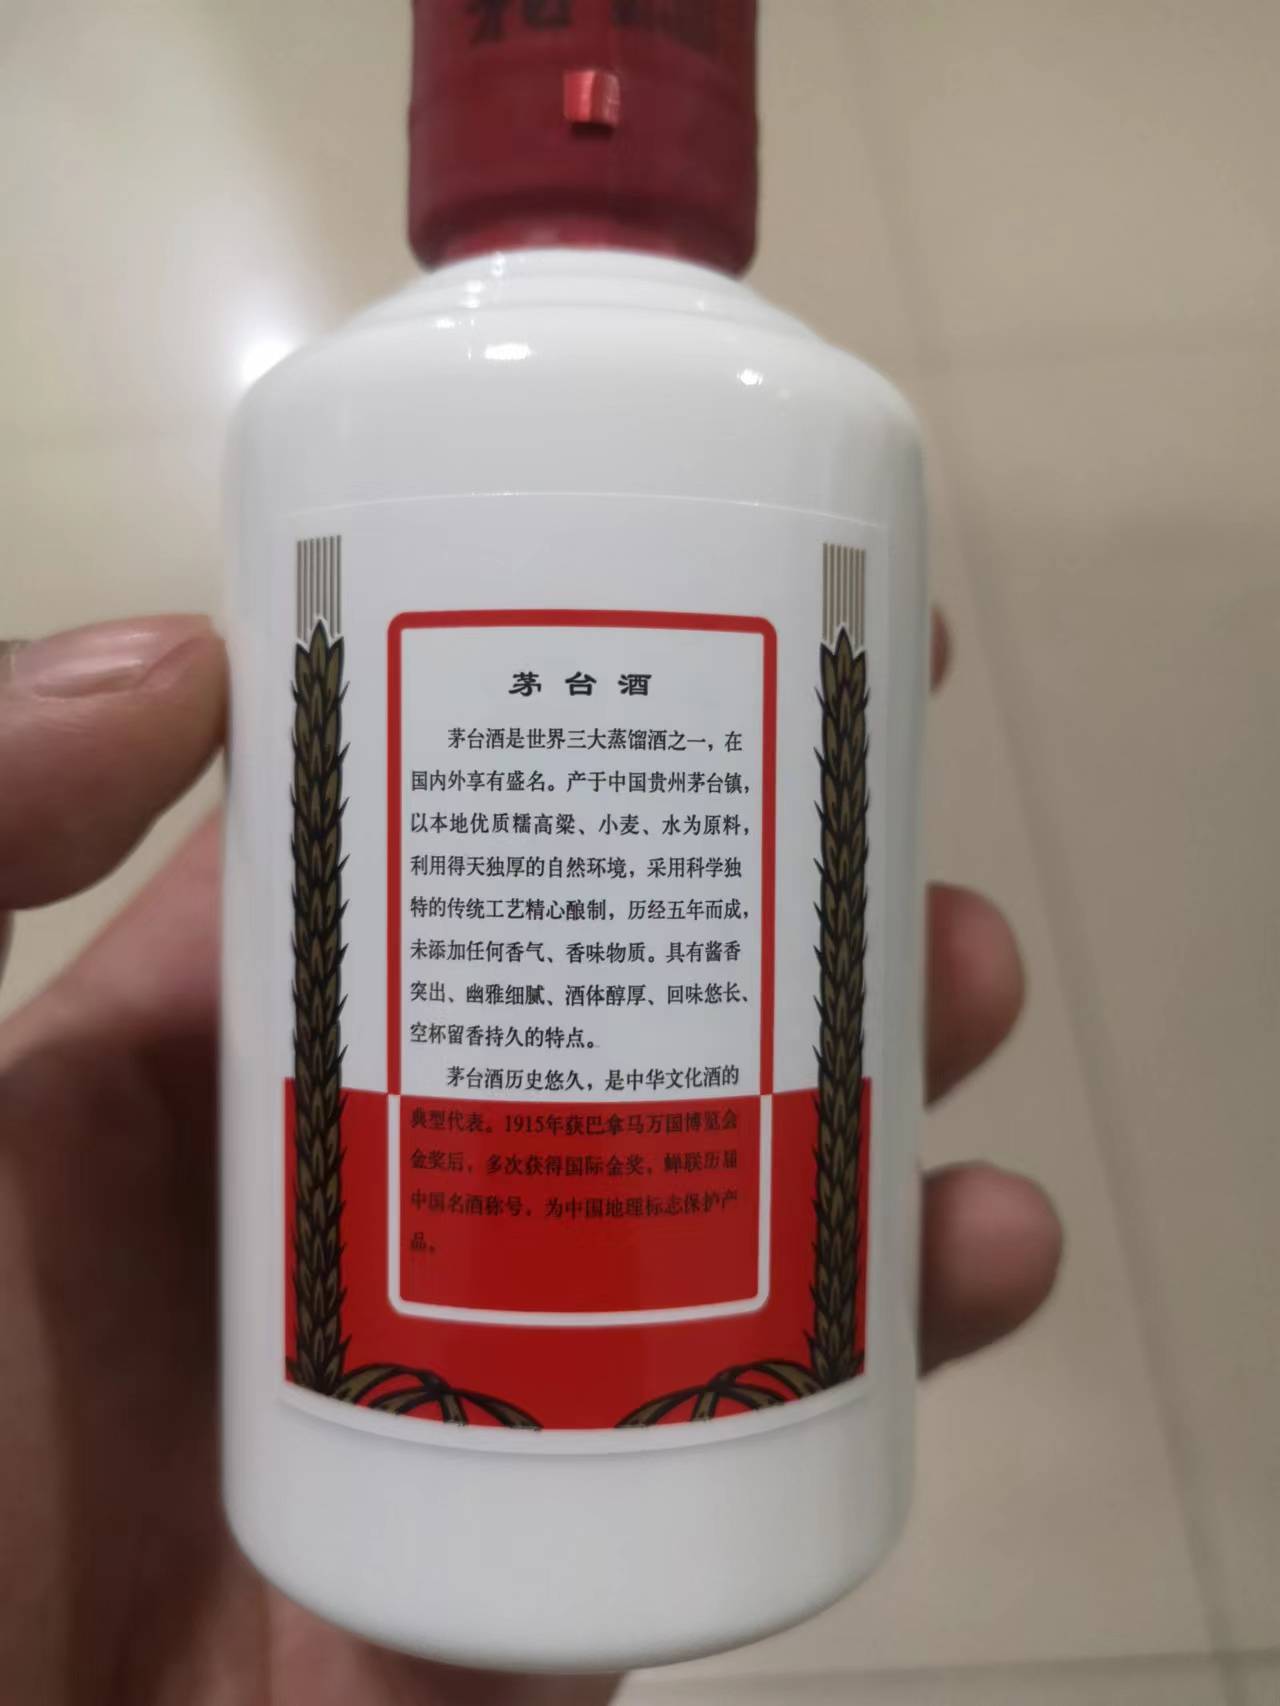 茅台酒
茅台酒是世界三大蒸馏酒之一，在
国内外享有盛名。产于中国贵州茅台镇，
以本地优质糯高粱、小麦、水为原料，
利用得天独厚的自然环境，采用科学独
特的传统工艺精心酿制，历经五年而成，
未添加任何香气、香味物质。具有酱香
突出、幽雅细腻、酒体醇厚、回味悠长、
空杯留香持久的特点。
茅台酒历史悠久，是中华文化酒的
典型代表。1915年获巴拿马万国博览会
金奖后，多次获得国际金奖，蝉联历届
中国名酒称号，为中国地理标志保护产
品。